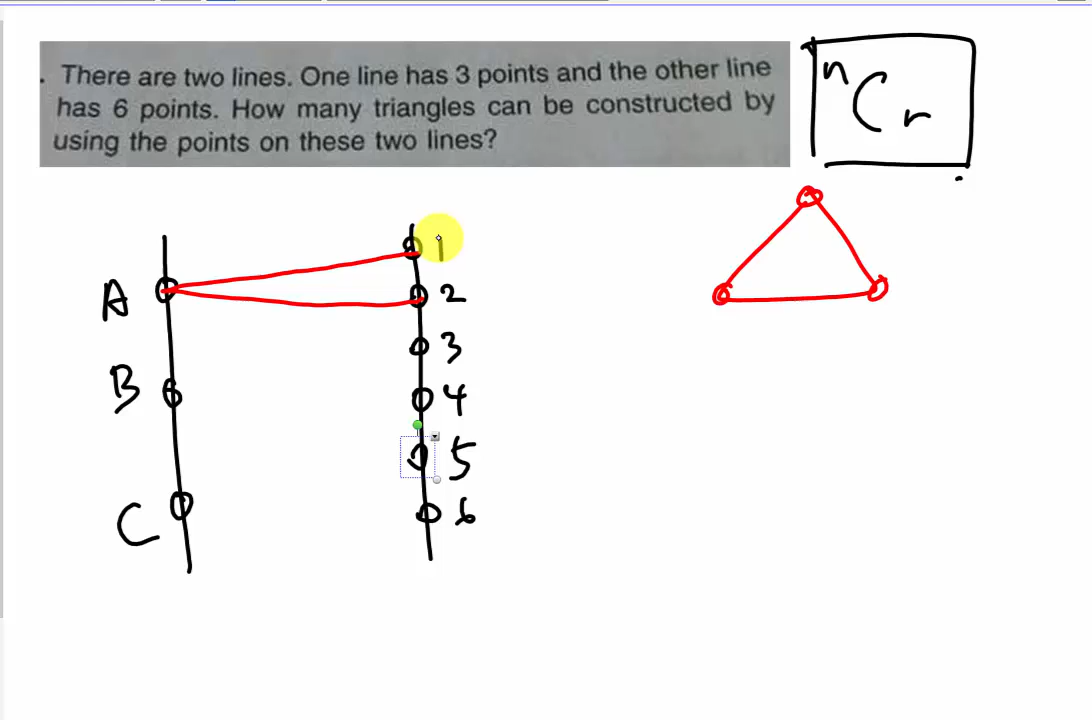 . There are two lines. One line has 3 points and the other line
has 6 points. How many triangles can be constructed by
using the points on these two lines?
nCr
A
B
C
1
2
3
4
5
6